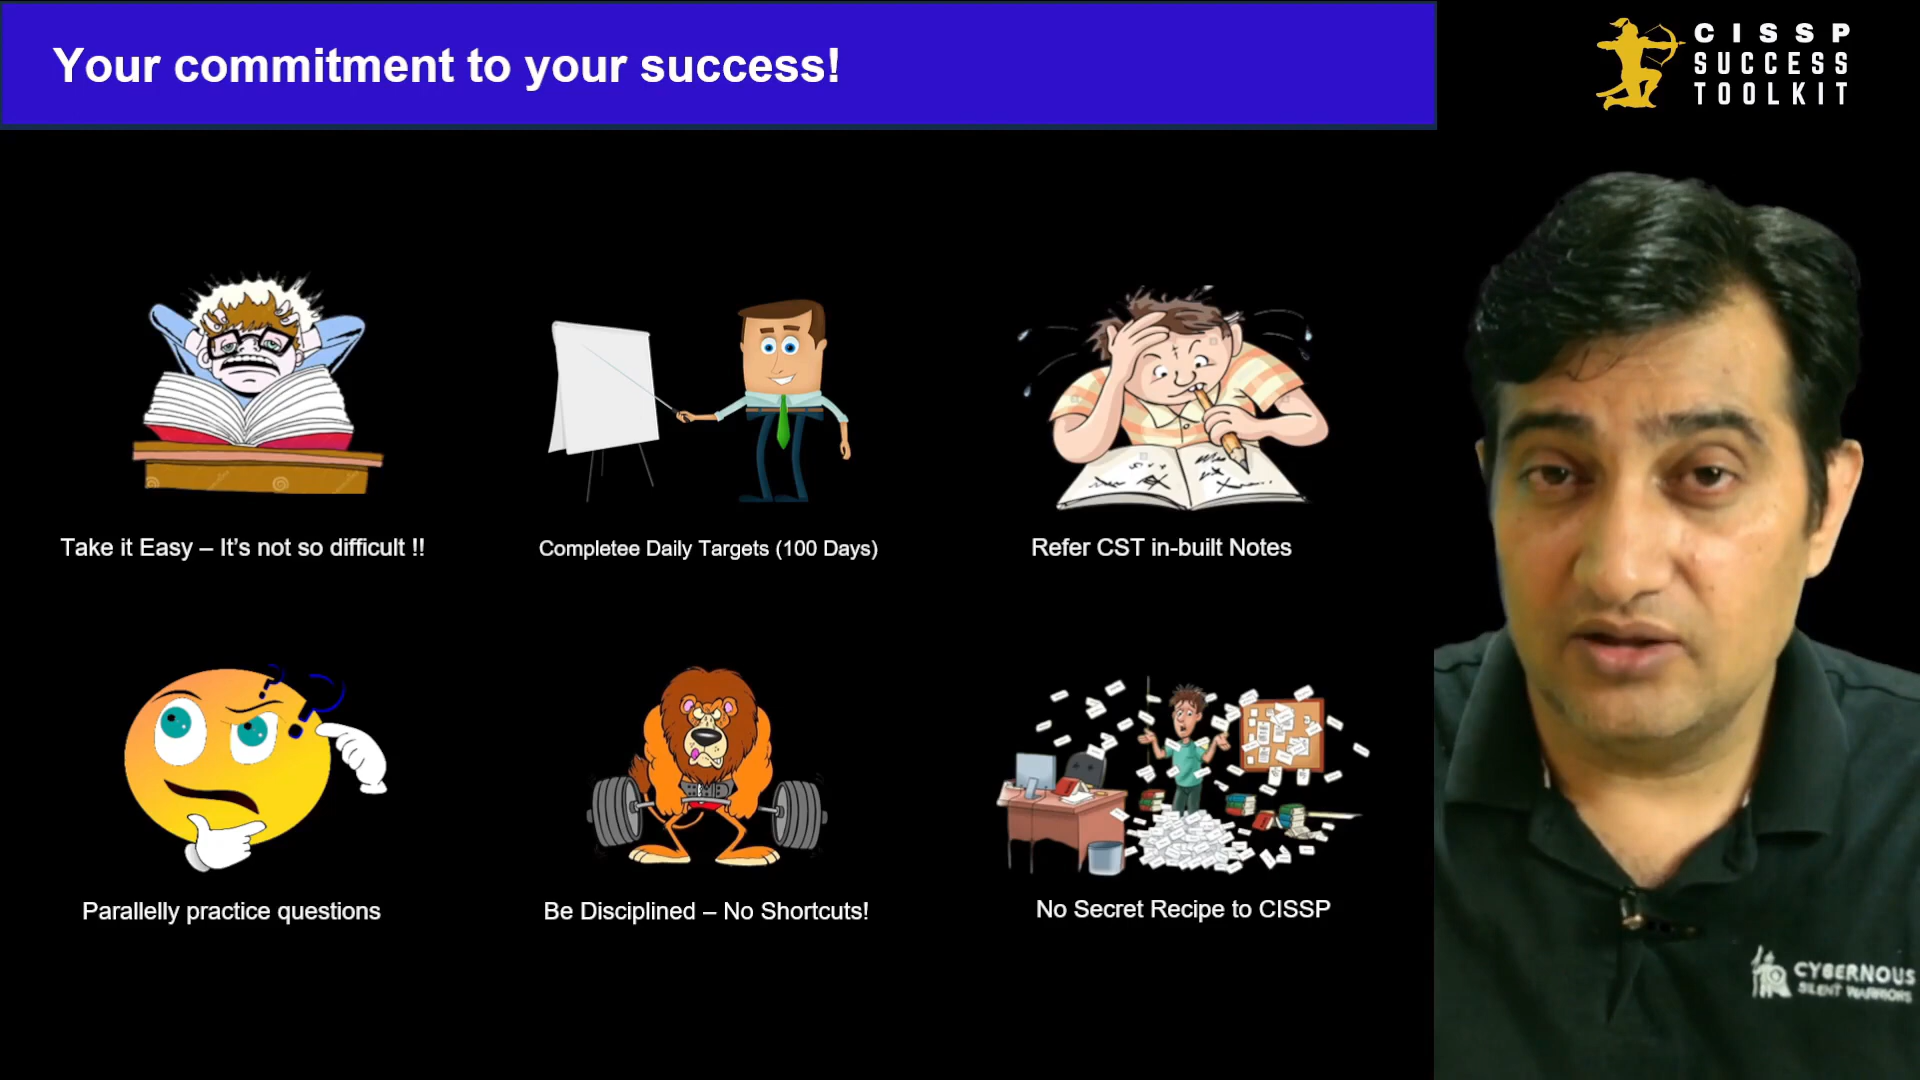 Your commitment to your success!
CISSP
SUCCESS
TOOLKIT
Take it Easy – It's not so difficult !!
Completee Daily Targets (100 Days)
Refer CST in-built Notes
Parallelly practice questions
Be Disciplined – No Shortcuts!
No Secret Recipe to CISSP
CYBERNOUS
SILENT WARRIORS